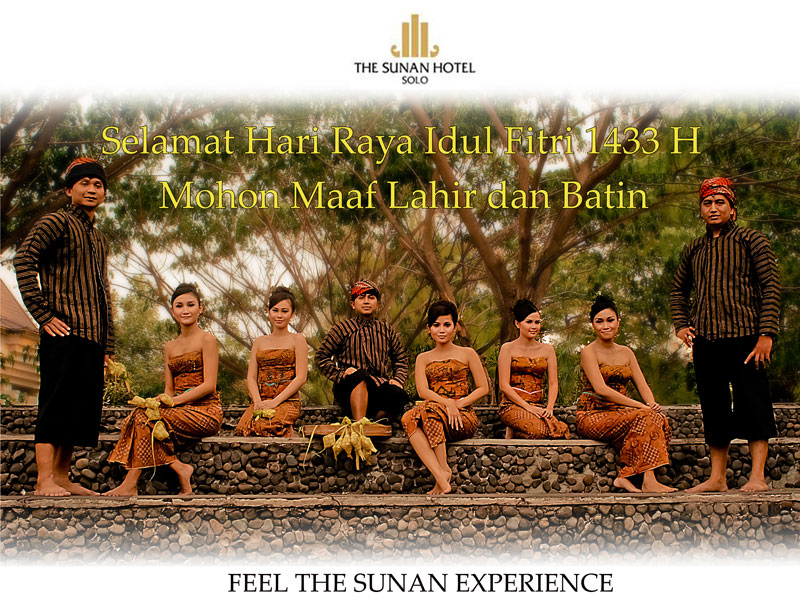 THE SUNAN HOTEL
SOLO
Selamat Hari Raya Idul Fitri 1433 H
Mohon Maaf Lahir dan Batin
FEEL THE SUNAN EXPERIENCE